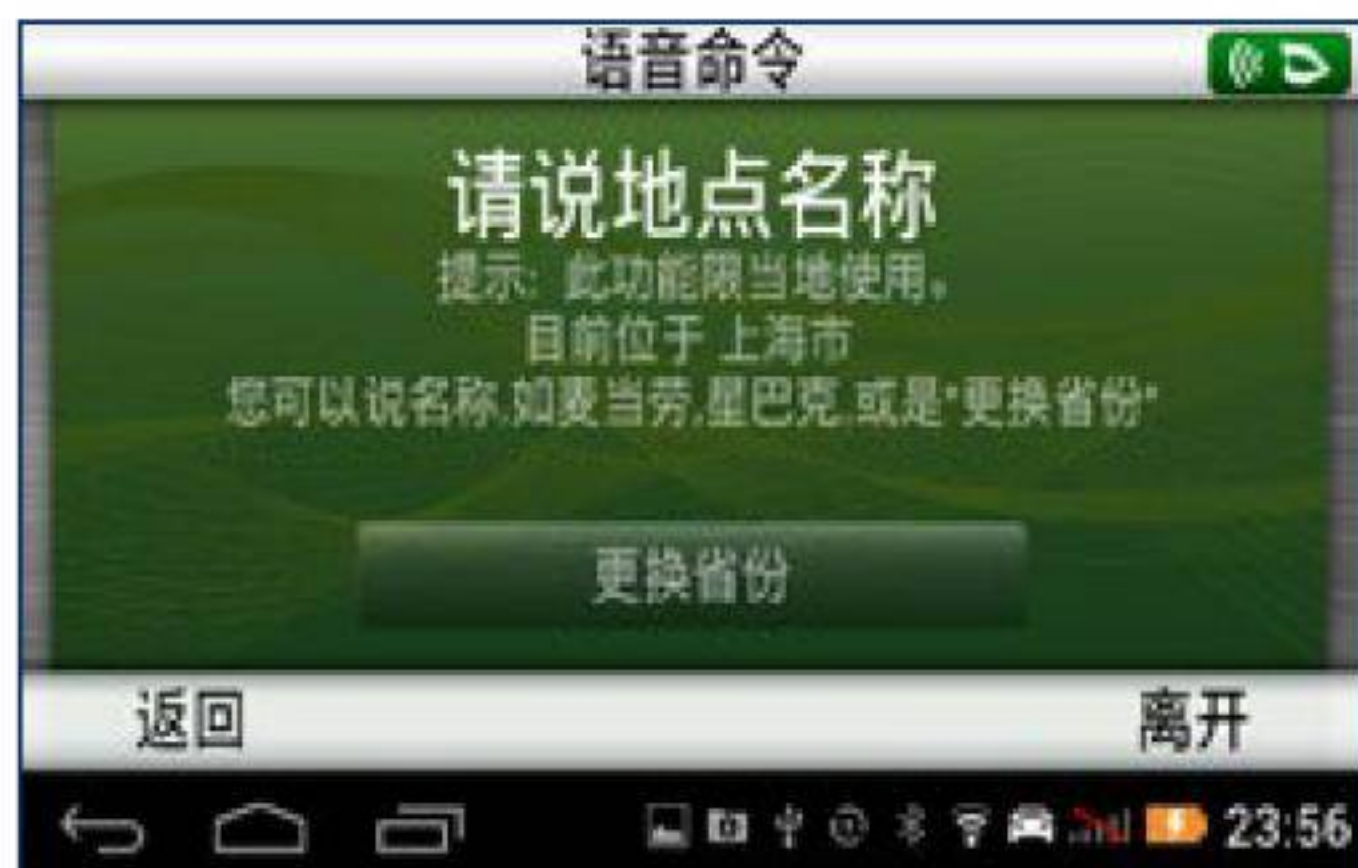 语音命令
请说地点名称
提示: 此功能限当地使用。
目前位于 上海市
您可以说名称,如麦当劳,星巴克,或是"更换省份"
更换省份
返回 离开
23:56